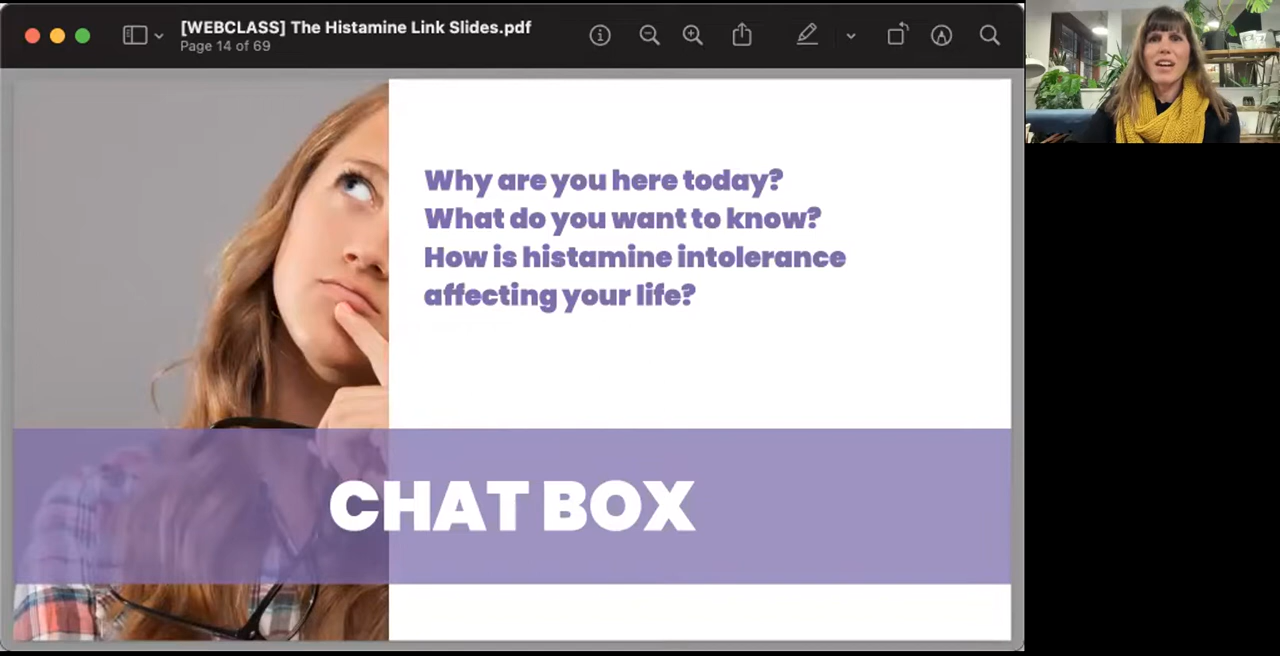 [WEBCLASS] The Histamine Link Slides.pdf
Page 14 of 69
Why are you here today?
What do you want to know?
How is histamine intolerance
affecting your life?
CHAT BOX